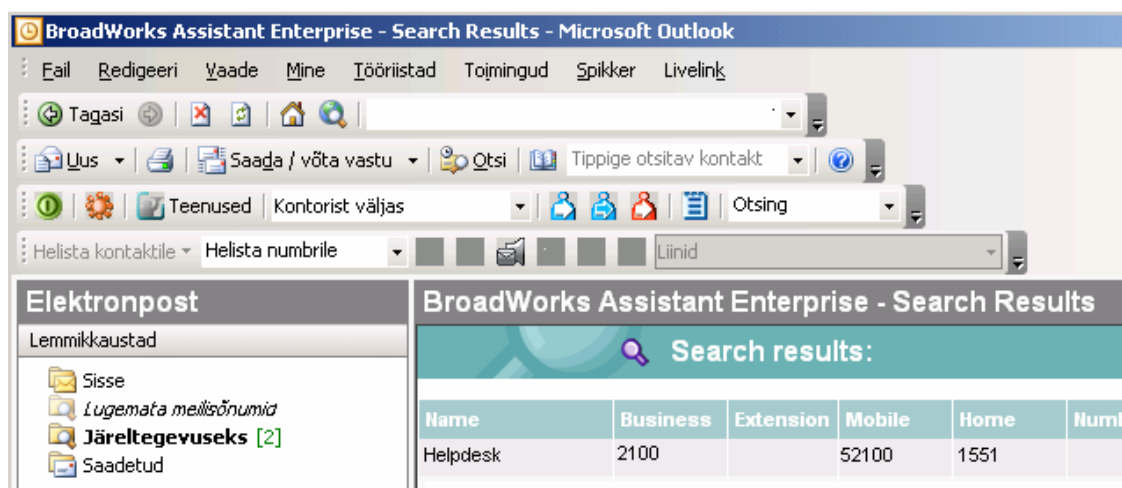 BroadWorks Assistant Enterprise - Search Results - Microsoft Outlook
Fail Redigeeri Vaade Mine Tööriistad Toimingud Spikker Livelink
Tagasi
Uus Saada / võta vastu Otsi Tippige otsitav kontakt
Teenused Kontorist väljas Otsing
Helista kontaktile Helista numbrile Liinid
Elektronpost
BroadWorks Assistant Enterprise - Search Results
Lemmikkaustad
Search results:
Sisse
Lugemata meilisõnumid
Järeltegevuseks [2]
Saadetud
Name Business Extension Mobile Home
Helpdesk 2100 52100 1551